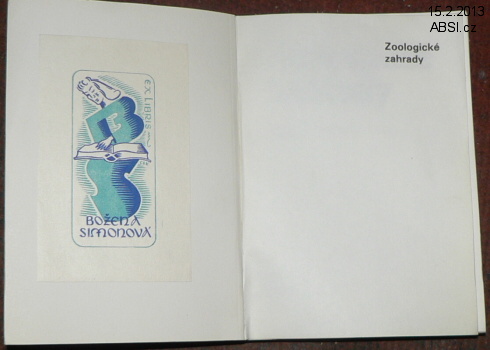 15.2.2013
ABSI.cz
EX LIBRIS
BOŽENA
SIMONOVÁ
Zoologické
zahrady